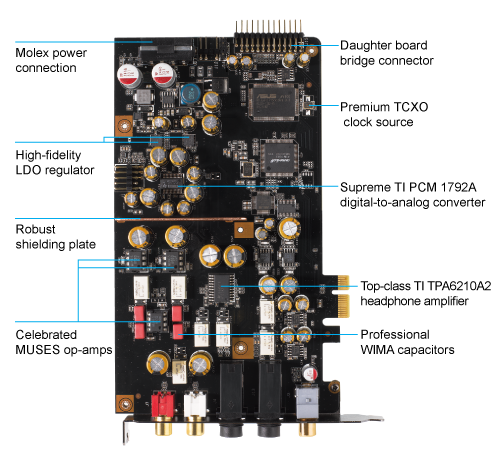 Molex power
connection
High-fidelity
LDO regulator
Robust
shielding plate
Celebrated
MUSES op-amps
Daughter board
bridge connector
Premium TCXO
clock source
Supreme TI PCM 1792A
digital-to-analog converter
Top-class TI TPA6210A2
headphone amplifier
Professional
WIMA capacitors